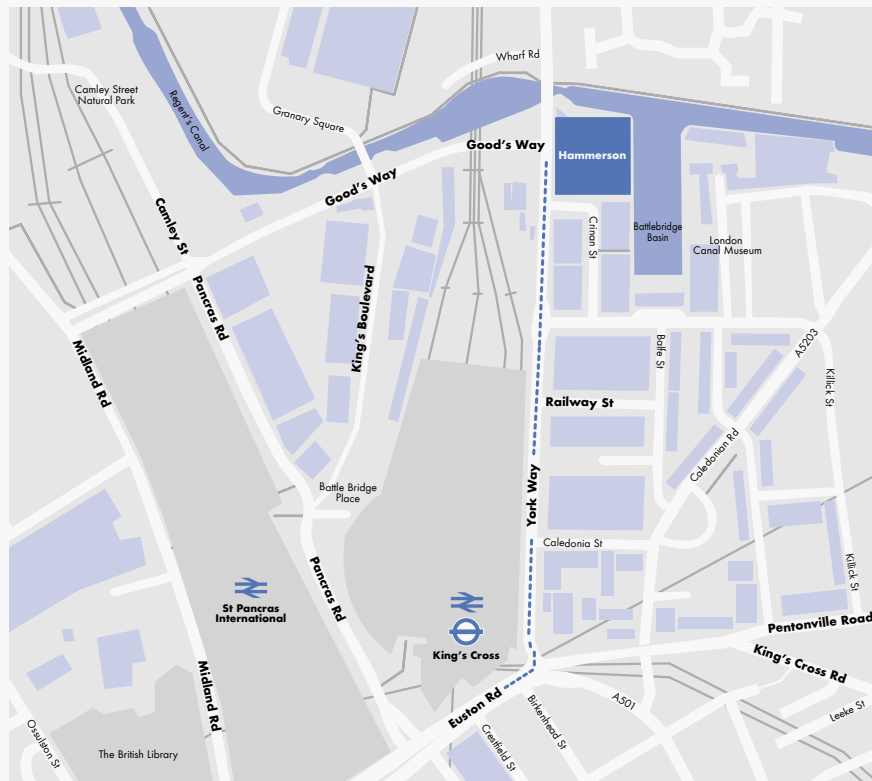 Wharf Rd
Camley Street
Natural Park
Regent's Canal
Granary Square
Good's Way
Hammerson
Good's Way
Camley St
Crinan St
Battlebridge
Basin
London
Canal Museum
Pancras Rd
King's Boulevard
Midland Rd
Balfe St
A5203
Killick St
Railway St
Caledonian Rd
Battle Bridge
Place
York Way
Caledonia St
Pancras Rd
St Pancras
International
King's Cross
Killick St
Pentonville Road
King's Cross Rd
Midland Rd
Euston Rd
A501
Birkenhead St
Crestfield St
Leeke St
Ossulston St
The British Library